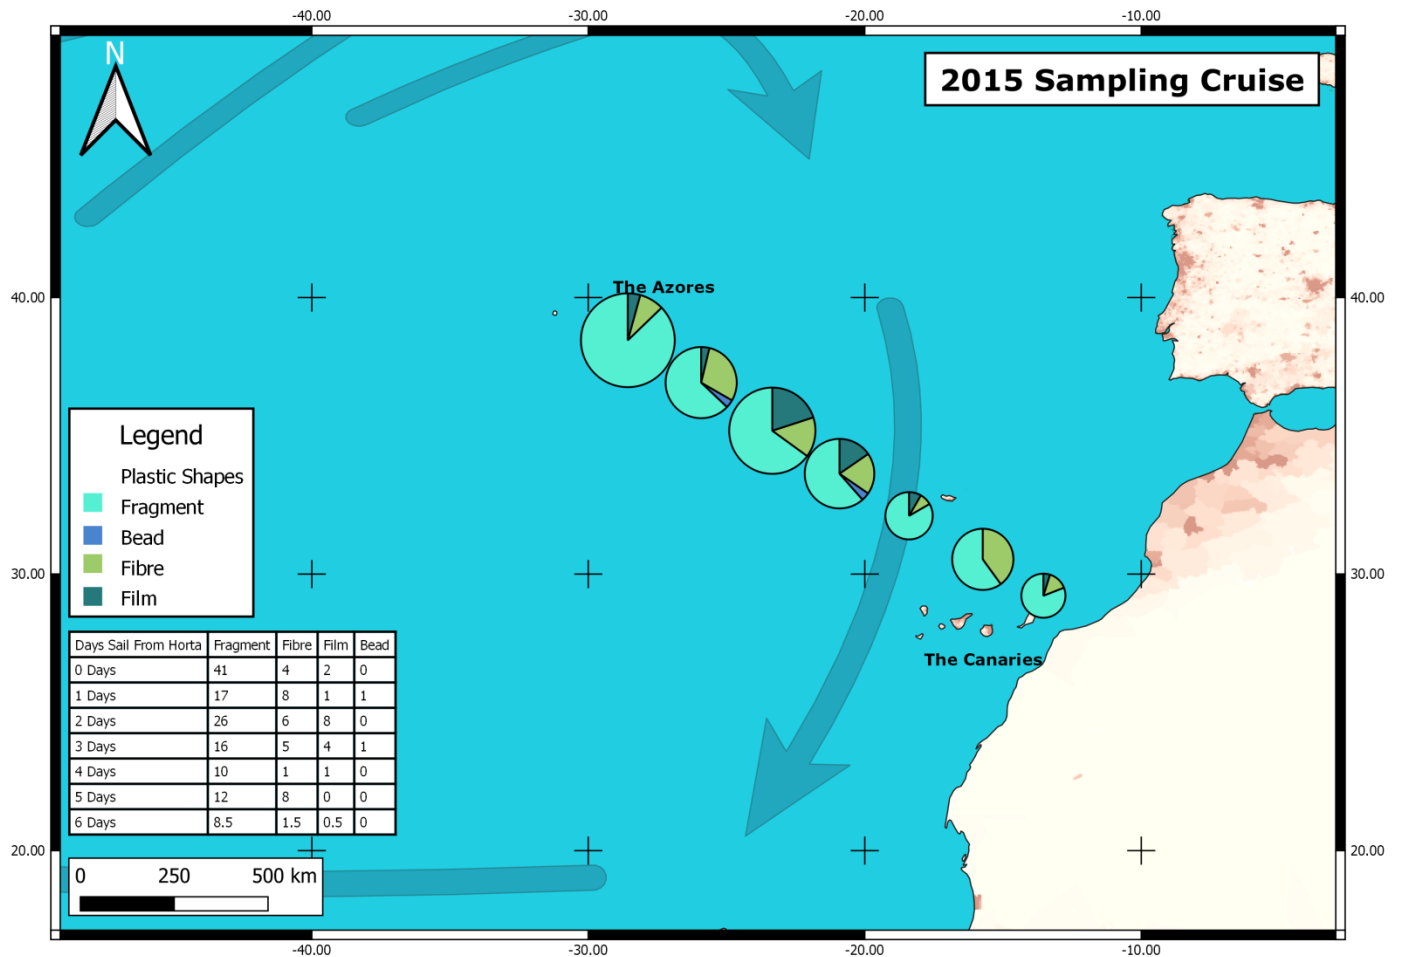 -40.00 -30.00 -20.00 -10.00
N
2015 Sampling Cruise
The Azores
40.00 40.00
Legend
Plastic Shapes
Fragment
Bead
Fibre
Film
30.00 30.00
The Canaries
Days Sail From Horta Fragment Fibre Film Bead
0 Days 41 4 2 0
1 Days 17 8 1 1
2 Days 26 6 8 0
3 Days 16 5 4 1
4 Days 10 1 1 0
5 Days 12 8 0 0
6 Days 8.5 1.5 0.5 0
20.00 20.00
0 250 500 km
-40.00 -30.00 -20.00 -10.00